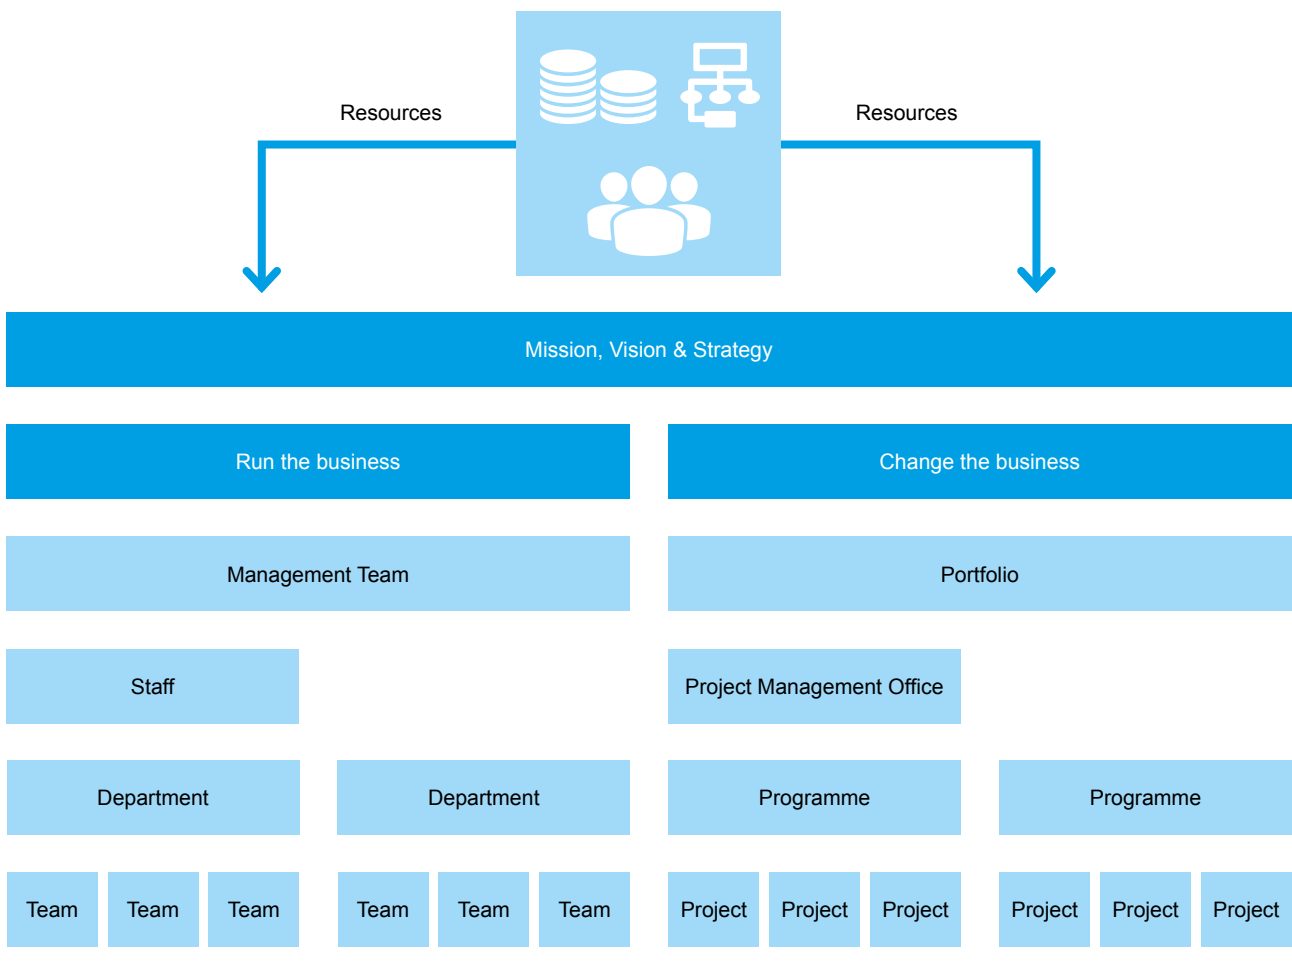 Resources
Resources
Mission, Vision & Strategy
Run the business
Change the business
Management Team
Portfolio
Staff
Project Management Office
Department
Department
Programme
Programme
Team
Team
Team
Team
Team
Team
Project
Project
Project
Project
Project
Project